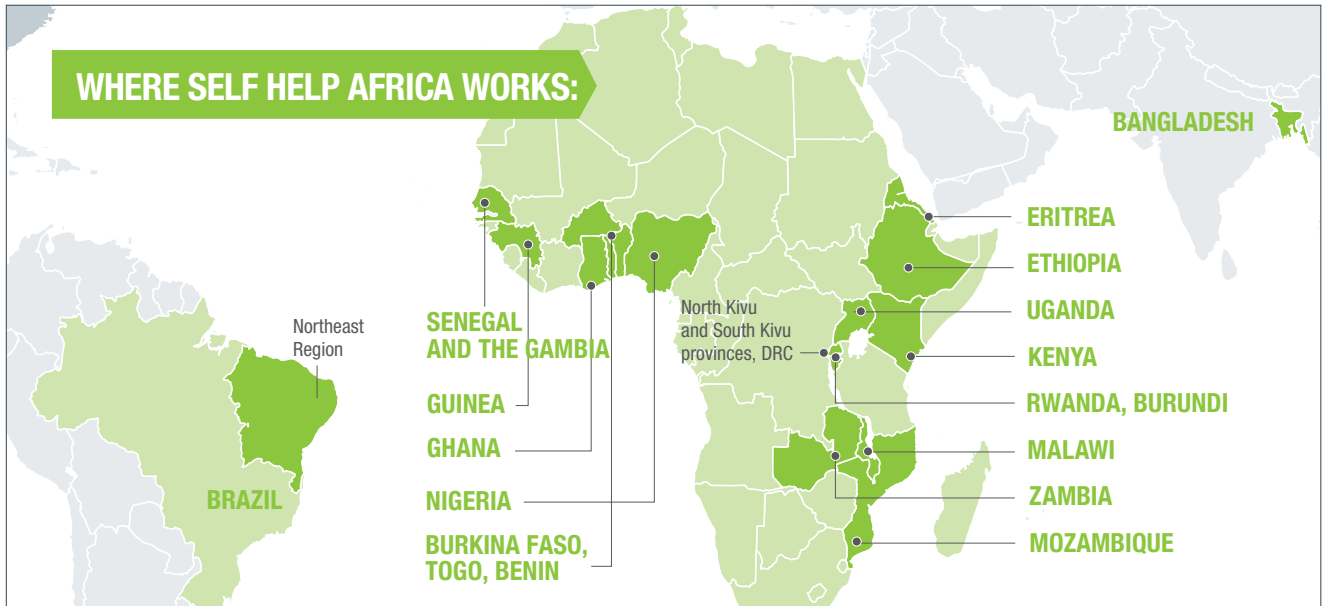 WHERE SELF HELP AFRICA WORKS:
BANGLADESH
ERITREA
ETHIOPIA
UGANDA
KENYA
RWANDA, BURUNDI
MALAWI
ZAMBIA
MOZAMBIQUE
North Kivu
and South Kivu
provinces, DRC
SENEGAL
AND THE GAMBIA
GUINEA
GHANA
NIGERIA
BURKINA FASO,
TOGO, BENIN
Northeast
Region
BRAZIL